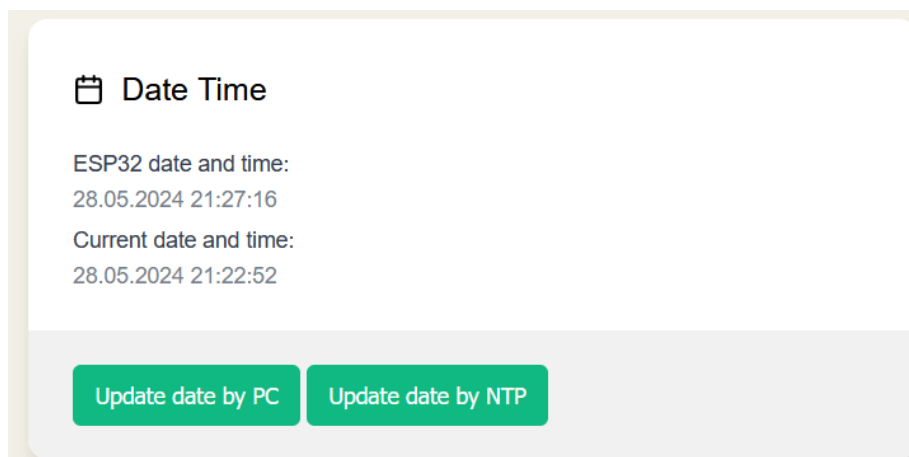 Date Time
ESP32 date and time:
28.05.2024 21:27:16
Current date and time:
28.05.2024 21:22:52
Update date by PC Update date by NTP